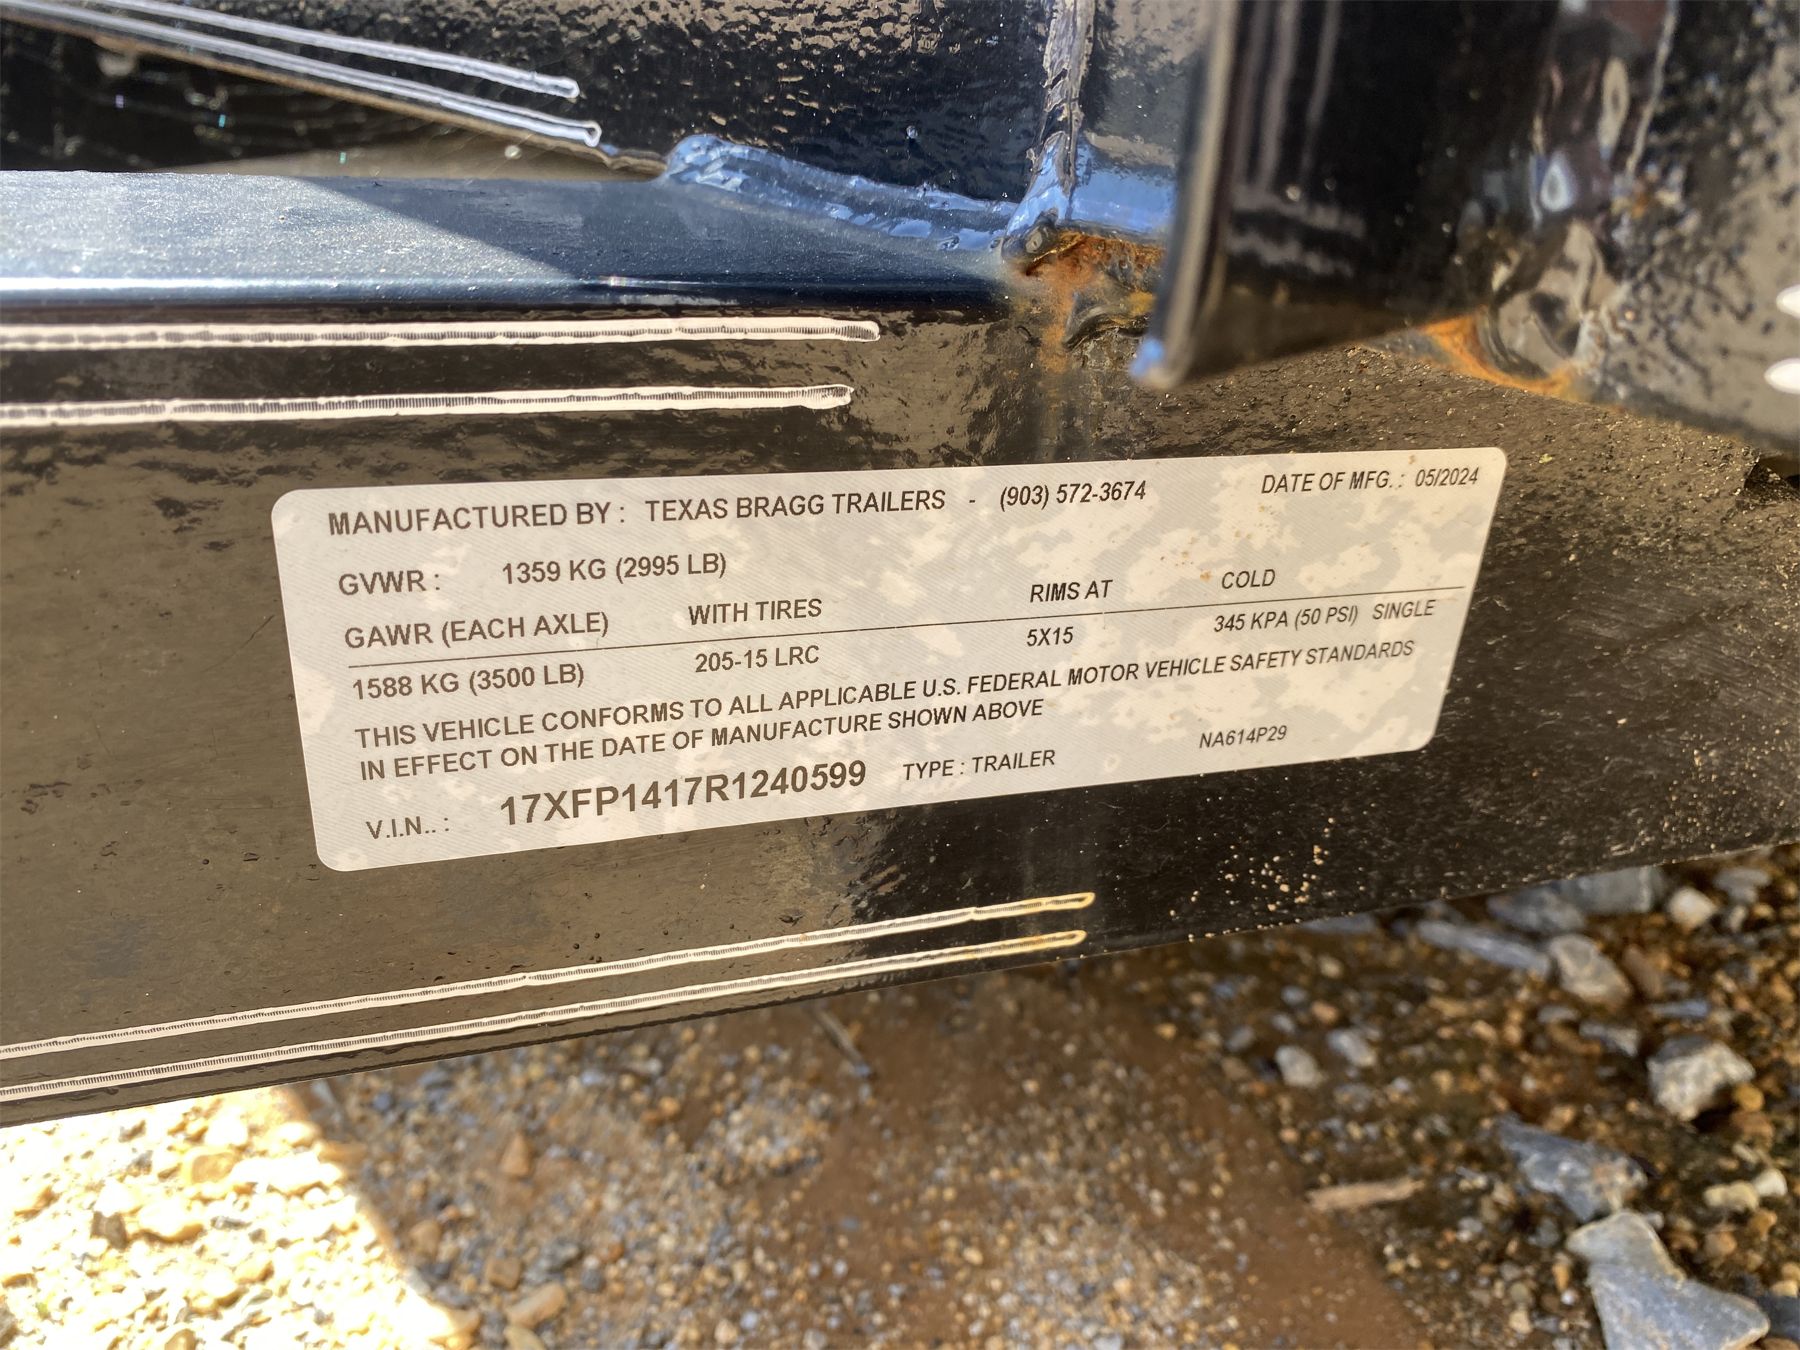 MANUFACTURED BY : TEXAS BRAGG TRAILERS - (903) 572-3674 DATE OF MFG. : 05/2024
GVWR : 1359 KG (2995 LB)
GAWR (EACH AXLE) WITH TIRES RIMS AT COLD
1588 KG (3500 LB) 205-15 LRC 5X15 345 KPA (50 PSI) SINGLE
THIS VEHICLE CONFORMS TO ALL APPLICABLE U.S. FEDERAL MOTOR VEHICLE SAFETY STANDARDS
IN EFFECT ON THE DATE OF MANUFACTURE SHOWN ABOVE
V.I.N.. : 17XFP1417R1240599 TYPE : TRAILER NA614P29